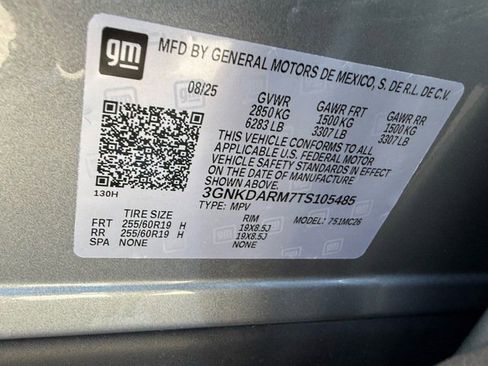 gm
MFD BY GENERAL MOTORS DE MEXICO, S. DE R.L. DE C.V.
08/25 GVWR GAWR FRT GAWR RR
2850 KG 1500 KG 1500 KG
6283 LB 3307 LB 3307 LB
THIS VEHICLE CONFORMS TO ALL
APPLICABLE U.S. FEDERAL MOTOR
VEHICLE SAFETY STANDARDS IN EFFECT
ON THE DATE OF MANUFACTURE
SHOWN ABOVE.
130H 3GNKDARM7TS105485
TYPE: MPV MODEL: 751MC26
TIRE SIZE RIM
FRT 255/60R19 H 19X8.5J
RR 255/60R19 H 19X8.5J
SPA NONE NONE